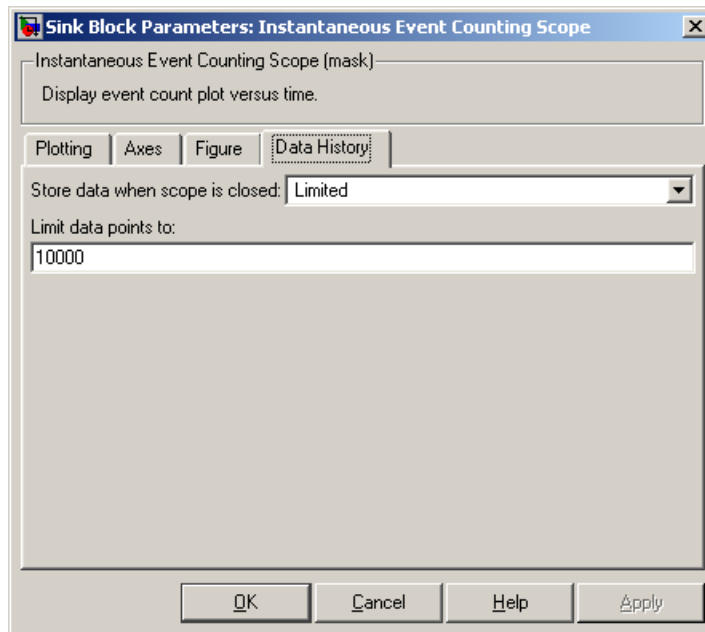 Sink Block Parameters: Instantaneous Event Counting Scope
Instantaneous Event Counting Scope (mask)
Display event count plot versus time.
Plotting Axes Figure Data History
Store data when scope is closed: Limited
Limit data points to:
10000
OK Cancel Help Apply